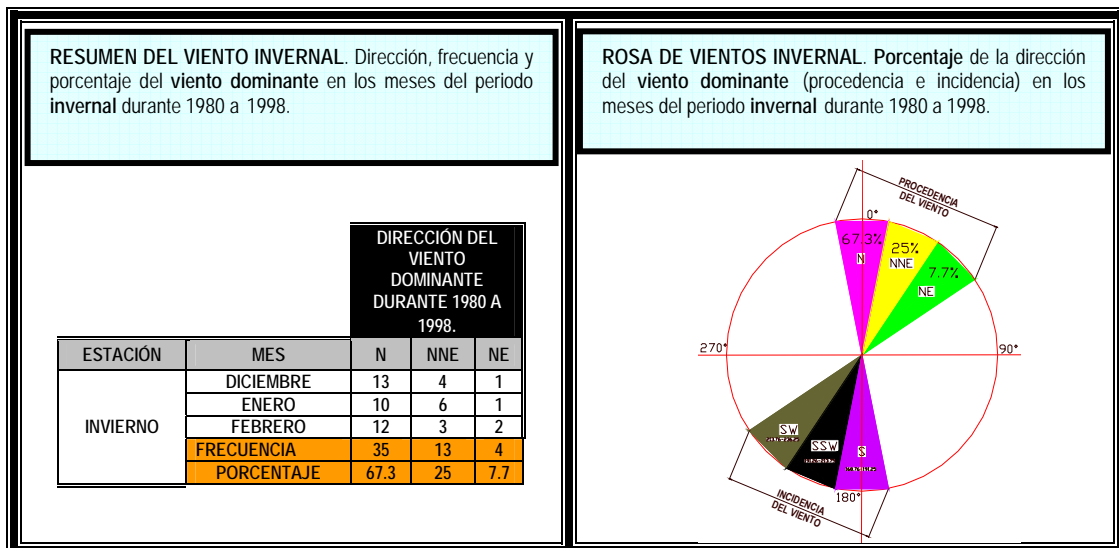 RESUMEN DEL VIENTO INVERNAL. Dirección, frecuencia y
porcentaje del viento dominante en los meses del periodo
invernal durante 1980 a 1998.
DIRECCIÓN DEL
VIENTO
DOMINANTE
DURANTE 1980 A
1998.
ESTACIÓN MES N NNE NE
DICIEMBRE 13 4 1
ENERO 10 6 1
INVIERNO FEBRERO 12 3 2
FRECUENCIA 35 13 4
PORCENTAJE 67.3 25 7.7
ROSA DE VIENTOS INVERNAL. Porcentaje de la dirección
del viento dominante (procedencia e incidencia) en los
meses del periodo invernal durante 1980 a 1998.
PROCEDENCIA
DEL VIENTO
0°
67.3%
N
25%
NNE
7.7%
NE
270°
90°
SW
SSW
S
180°
INCIDENCIA
DEL VIENTO